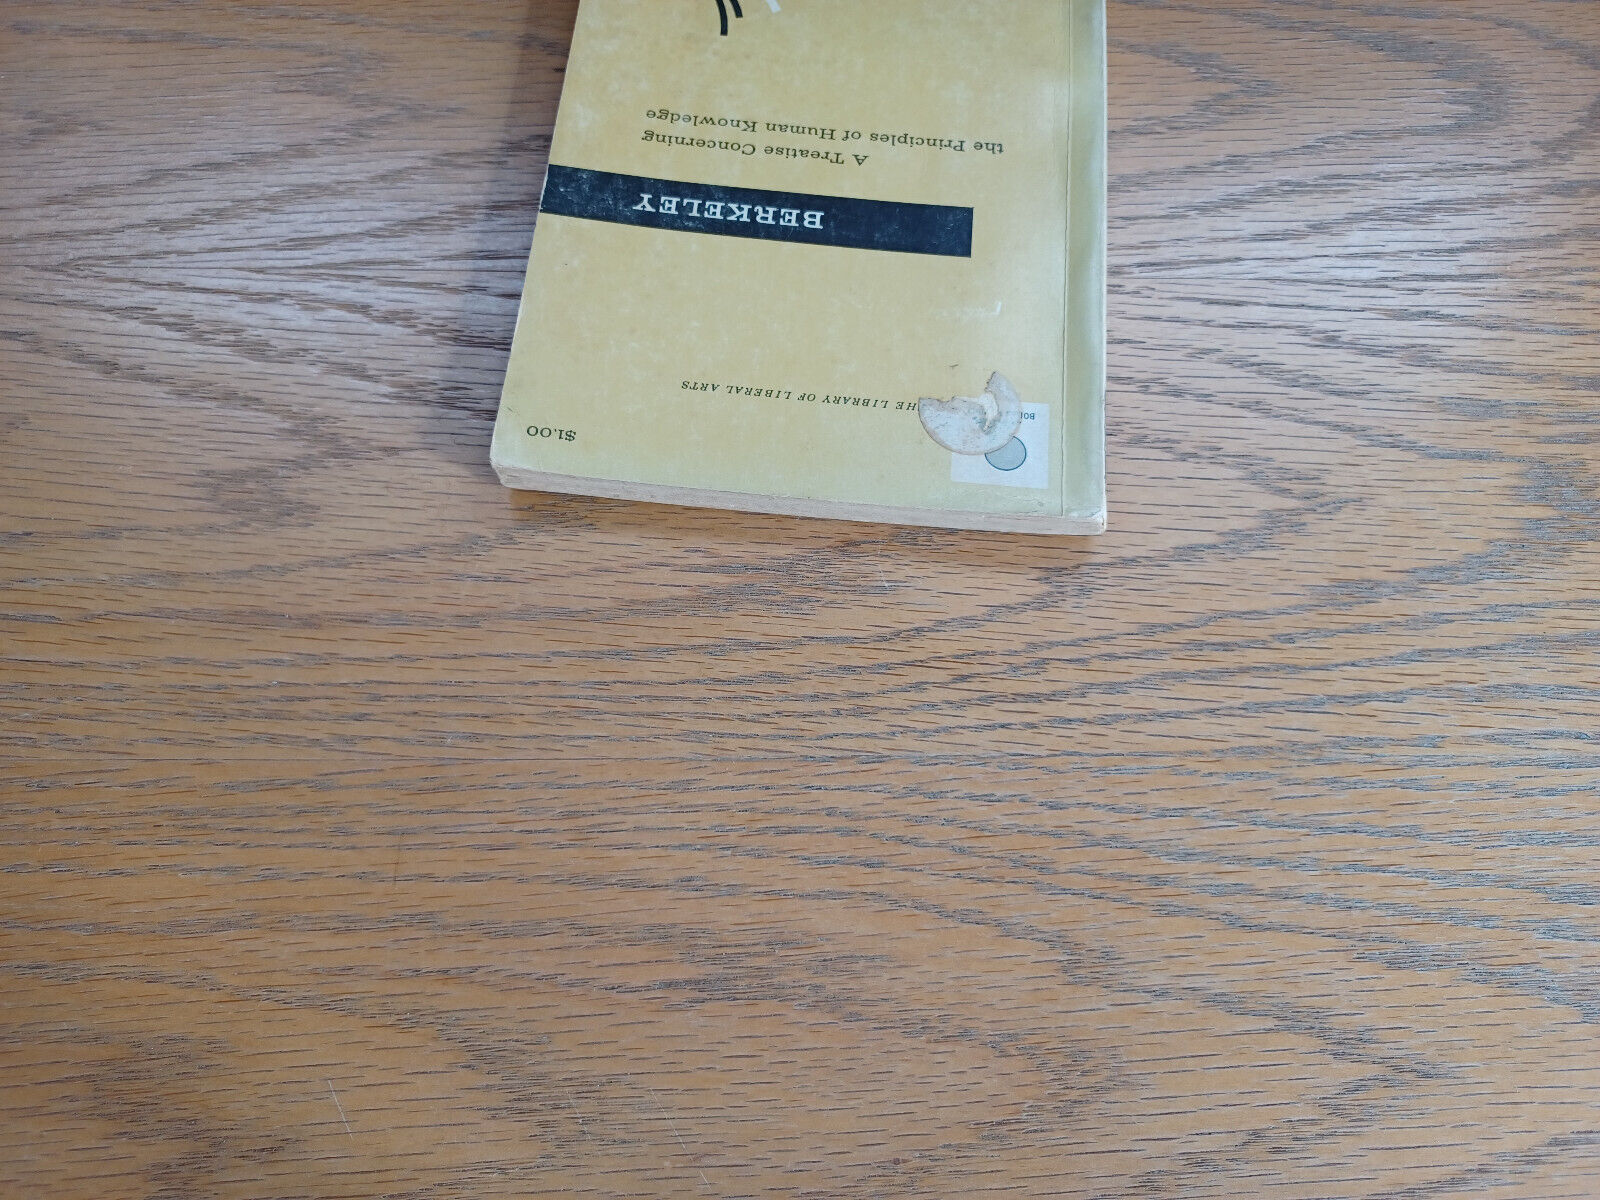 $1.00
THE LIBRARY OF LIBERAL ARTS
BERKELEY
A Treatise Concerning
the Principles of Human Knowledge